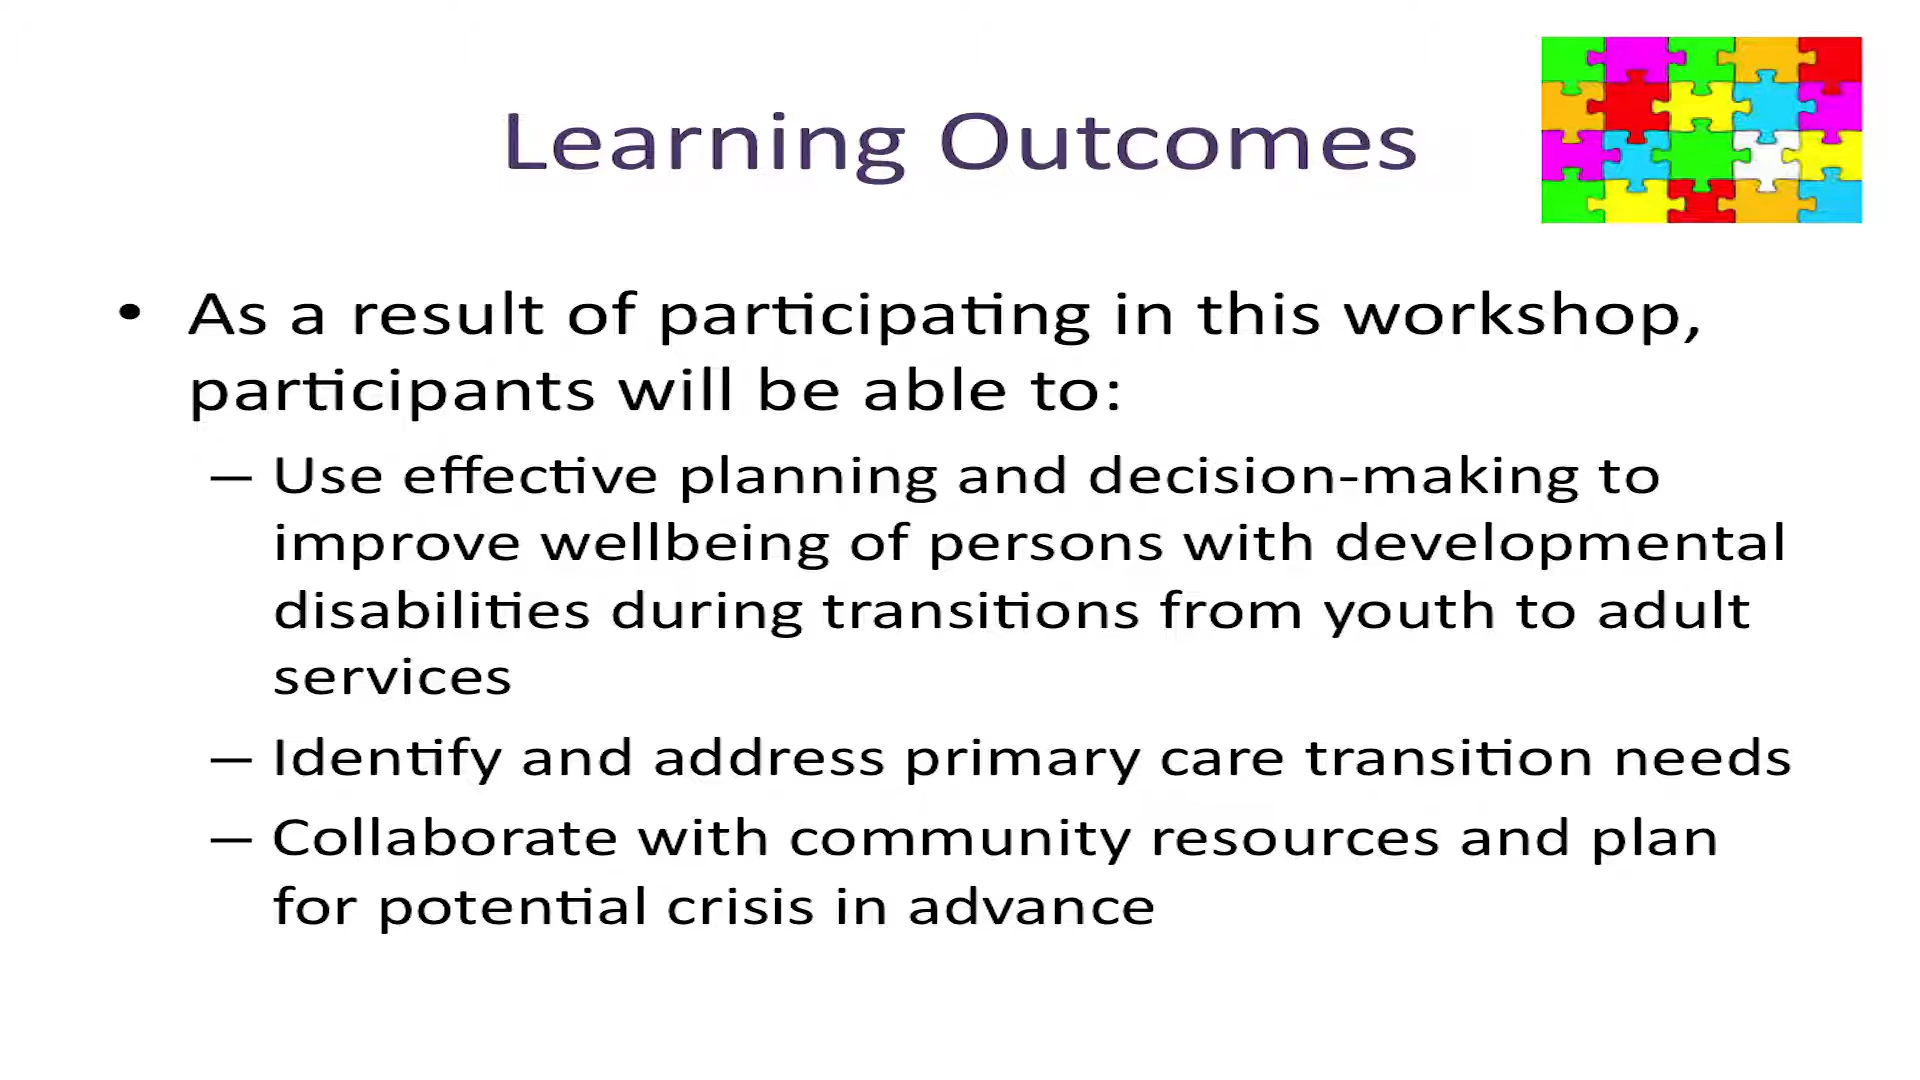 Learning Outcomes
• As a result of participating in this workshop,
participants will be able to:
– Use effective planning and decision-making to
improve wellbeing of persons with developmental
disabilities during transitions from youth to adult
services
– Identify and address primary care transition needs
– Collaborate with community resources and plan
for potential crisis in advance